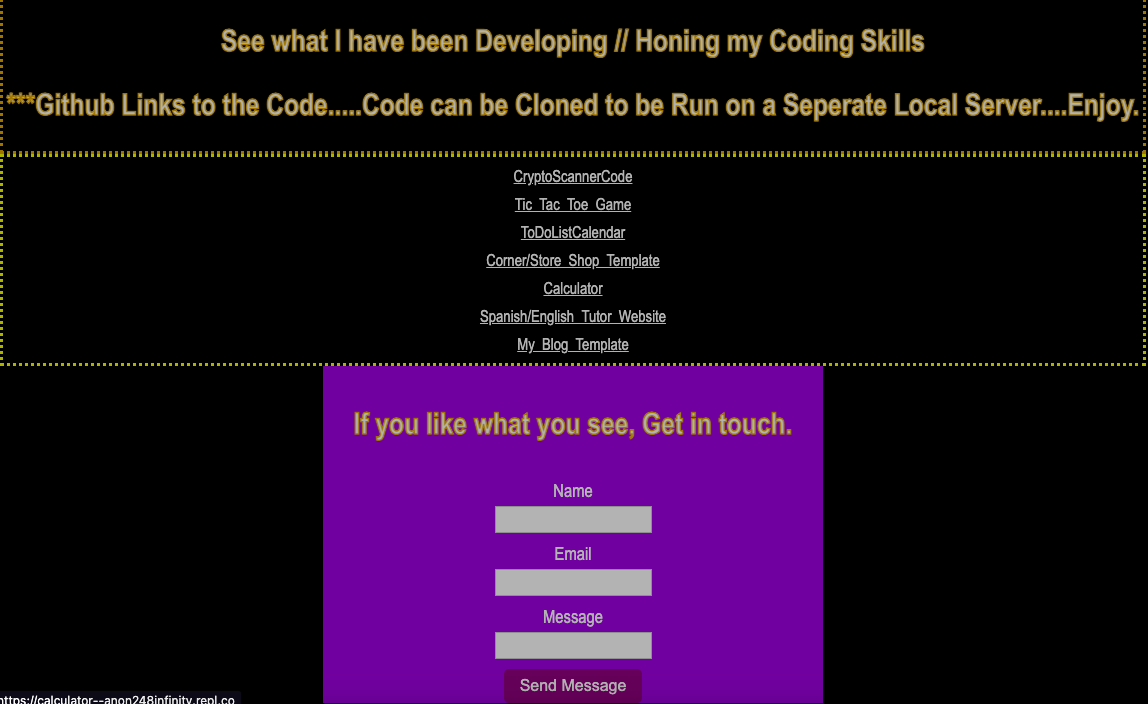 See what I have been Developing // Honing my Coding Skills
***Github Links to the Code.....Code can be Cloned to be Run on a Seperate Local Server....Enjoy.
CryptoScannerCode
Tic_Tac_Toe_Game
ToDoListCalendar
Corner/Store_Shop_Template
Calculator
Spanish/English_Tutor_Website
My_Blog_Template
If you like what you see, Get in touch.
Name
Email
Message
Send Message
https://calculator--anon248infinity.repl.co